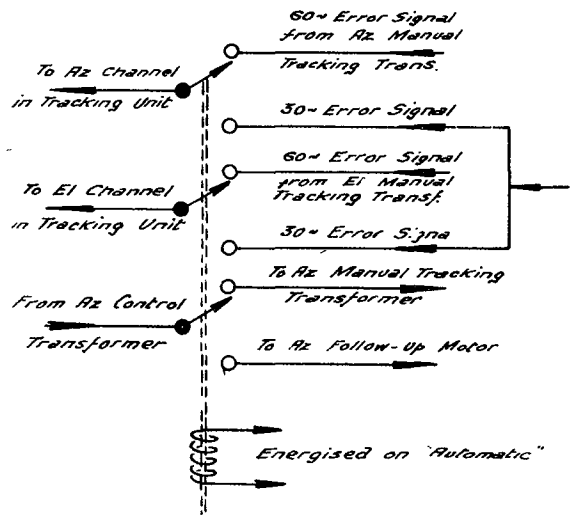 60~ Error Signal
from Az Manual
Tracking Trans.
To Az Channel
in Tracking Unit
30~ Error Signal
60~ Error Signal
from El Manual
Tracking Transf.
To El Channel
in Tracking Unit
30~ Error Signa
To Az Manual Tracking
Transformer
From Az Control
Transformer
To Az Follow-up Motor
Energised on "Automatic"